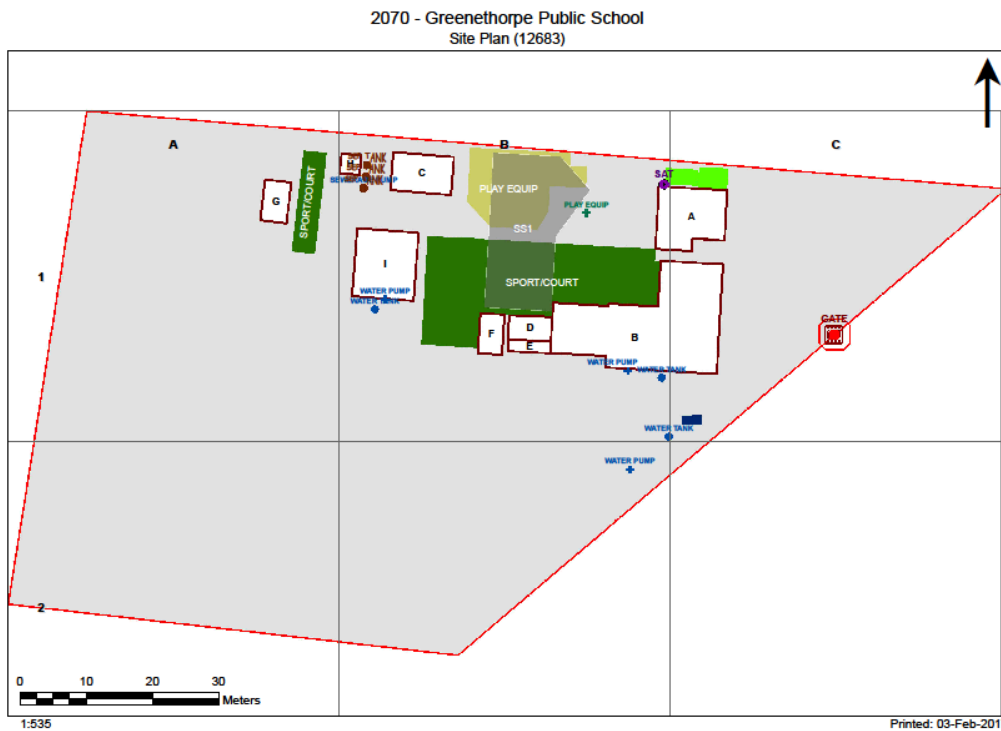 2070 - Greenethorpe Public School
Site Plan (12683)
A
B
C
H
TANK
TANK
C
SAT
PLAY EQUIP
G
SPORT/COURT
PLAY EQUIP
A
SS1
1
I
SPORT/COURT
WATER PUMP
WATER TANK
GATE
F
D
E
B
WATER PUMP
WATER TANK
WATER TANK
WATER PUMP
2
0 10 20 30
Meters
1:535
Printed: 03-Feb-201